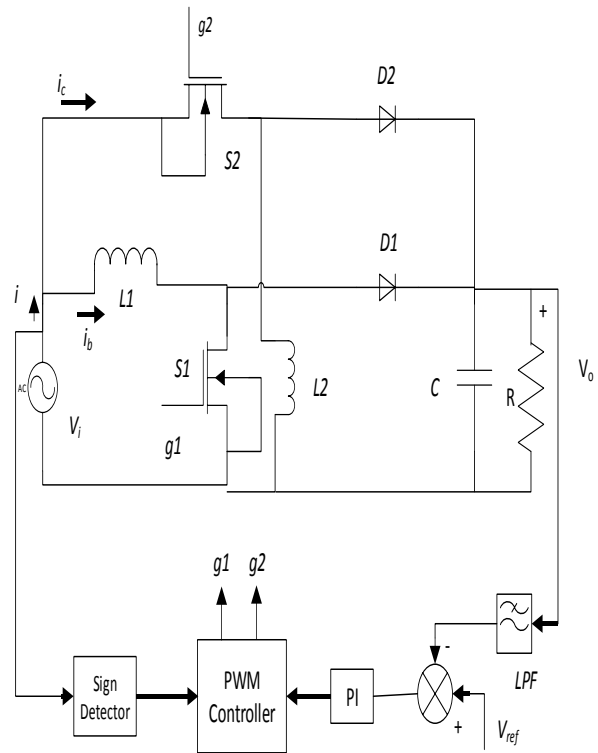 g2
ic
D2
S2
D1
i
L1
ib
+
S1
L2
C
R
Vo
AC
Vi
g1
g1
g2
-
LPF
Sign
Detector
PWM
Controller
PI
+
Vref